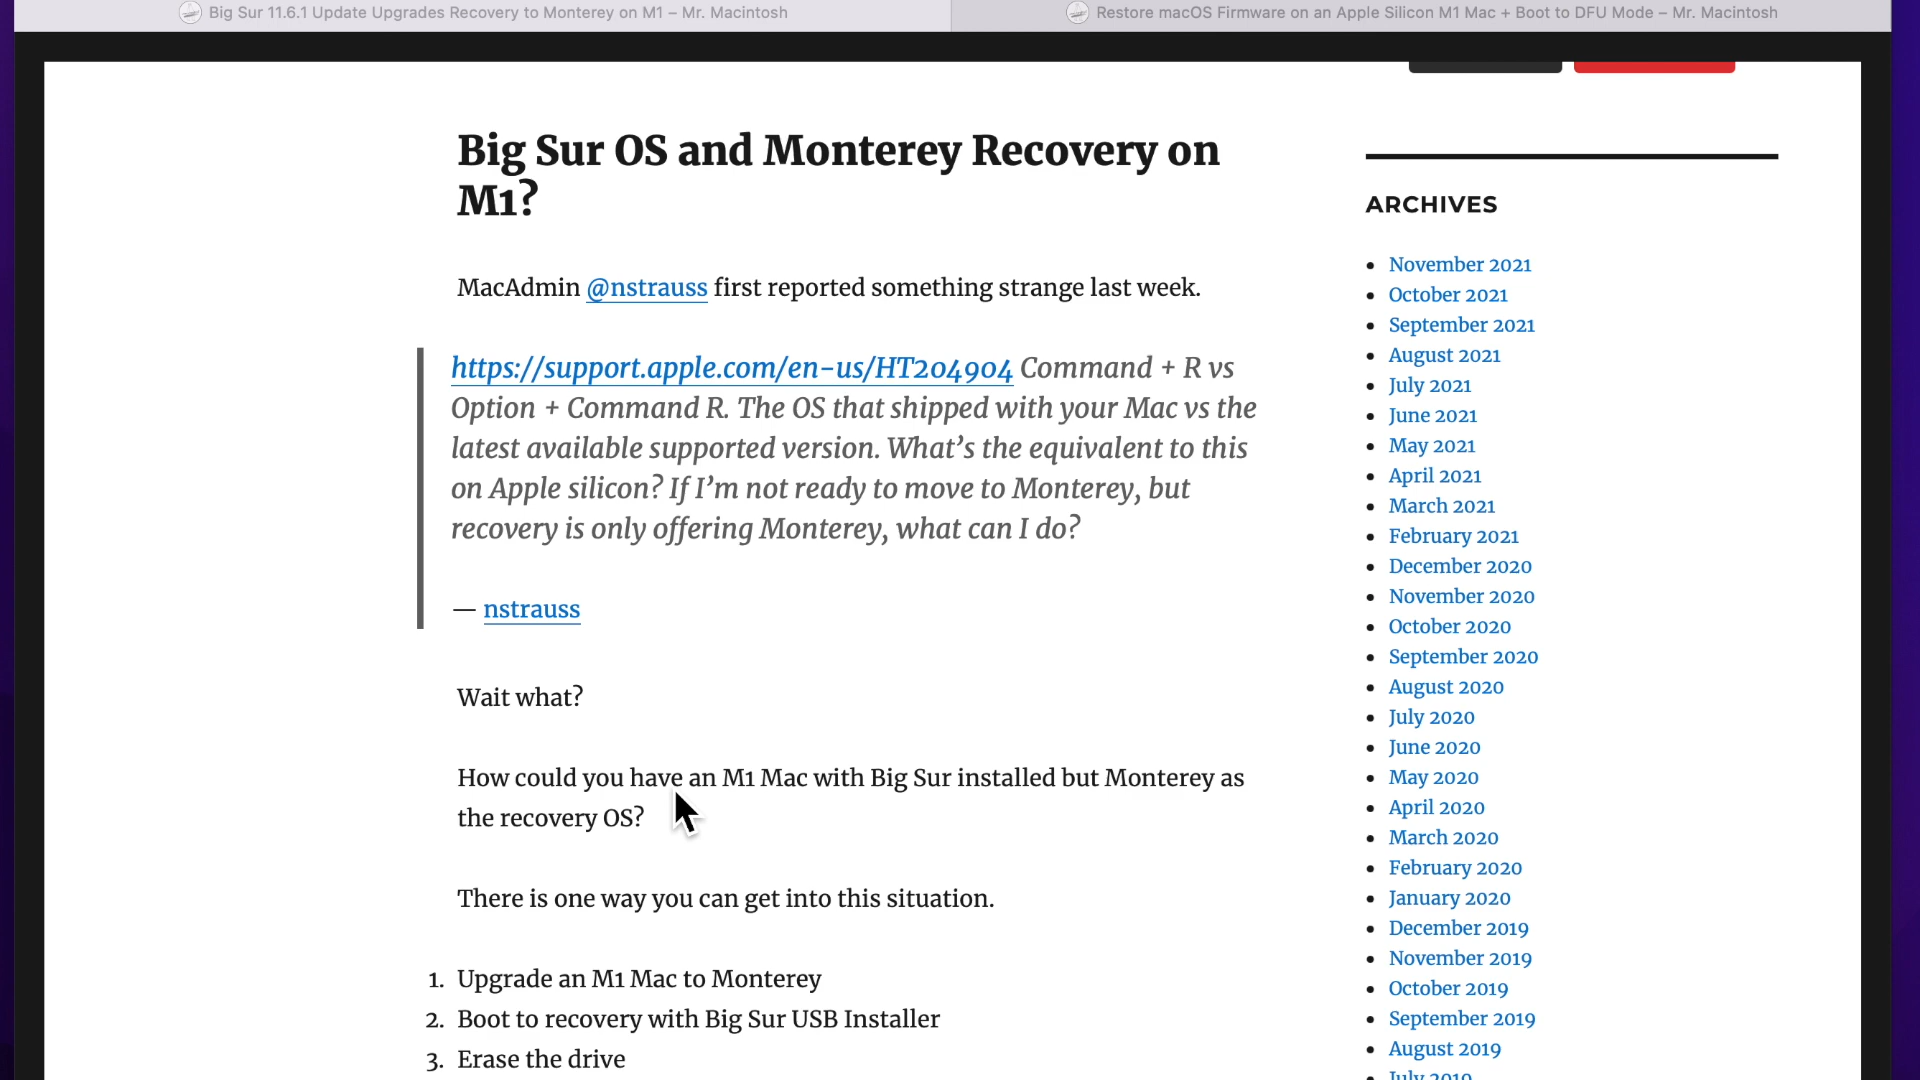 Big Sur 11.6.1 Update Upgrades Recovery to Monterey on M1 – Mr. Macintosh
Restore macOS Firmware on an Apple Silicon M1 Mac + Boot to DFU Mode – Mr. Macintosh
Big Sur OS and Monterey Recovery on
M1?
MacAdmin @nstrauss first reported something strange last week.
https://support.apple.com/en-us/HT204904 Command + R vs
Option + Command R. The OS that shipped with your Mac vs the
latest available supported version. What’s the equivalent to this
on Apple silicon? If I’m not ready to move to Monterey, but
recovery is only offering Monterey, what can I do?
— nstrauss
Wait what?
How could you have an M1 Mac with Big Sur installed but Monterey as
the recovery OS?
There is one way you can get into this situation.
1. Upgrade an M1 Mac to Monterey
2. Boot to recovery with Big Sur USB Installer
3. Erase the drive
ARCHIVES
November 2021
October 2021
September 2021
August 2021
July 2021
June 2021
May 2021
April 2021
March 2021
February 2021
December 2020
November 2020
October 2020
September 2020
August 2020
July 2020
June 2020
May 2020
April 2020
March 2020
February 2020
January 2020
December 2019
November 2019
October 2019
September 2019
August 2019
July 2019